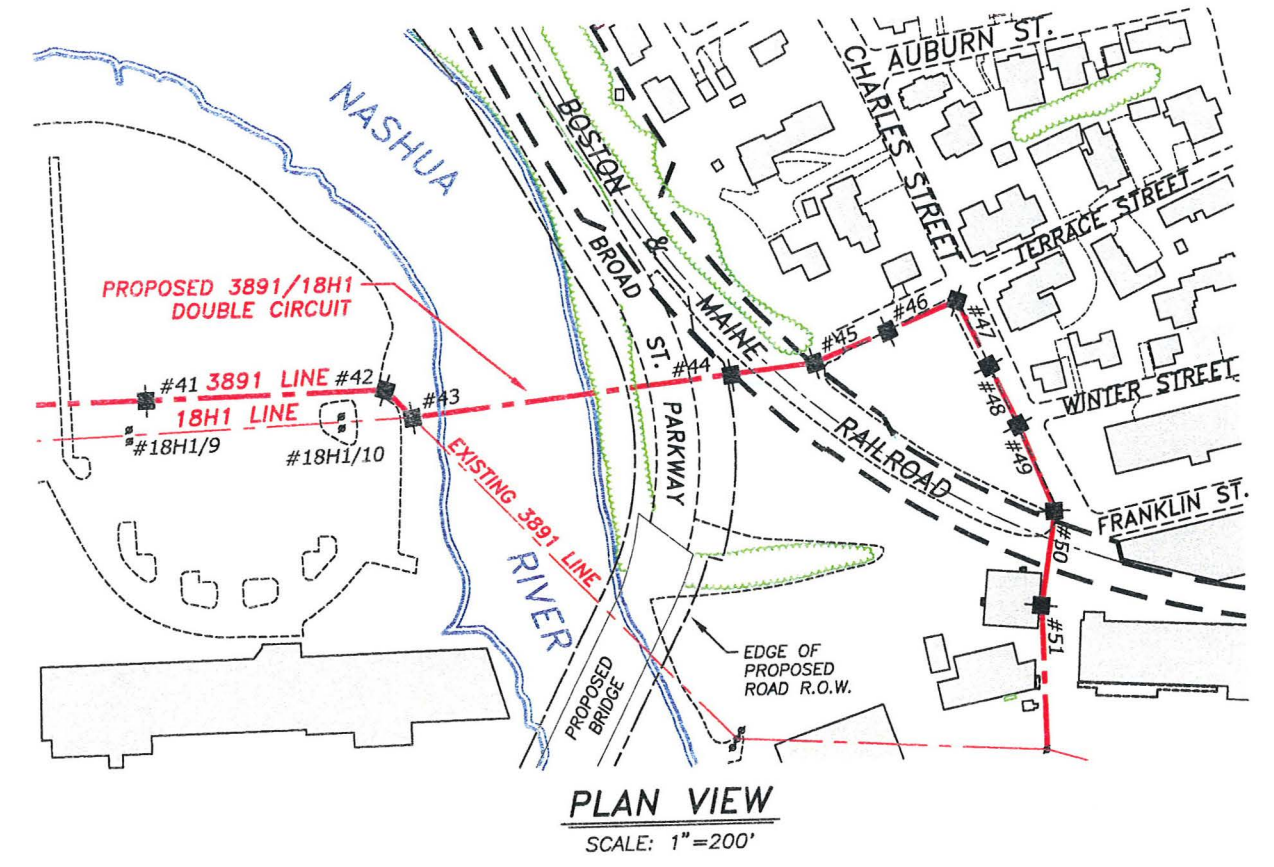 AUBURN ST.
CHARLES STREET
NASHUA
BOSTON & MAINE RAILROAD
TERRACE STREET
BROAD ST. PARKWAY
PROPOSED 3891/18H1
DOUBLE CIRCUIT
#46
#47
#45
#44
#41
3891 LINE
#42
#43
18H1 LINE
#18H1/9
#18H1/10
#48
WINTER STREET
#49
EXISTING 3891 LINE
FRANKLIN ST.
#50
RIVER
#51
EDGE OF
PROPOSED
ROAD R.O.W.
PROPOSED
BRIDGE
PLAN VIEW
SCALE: 1"=200'